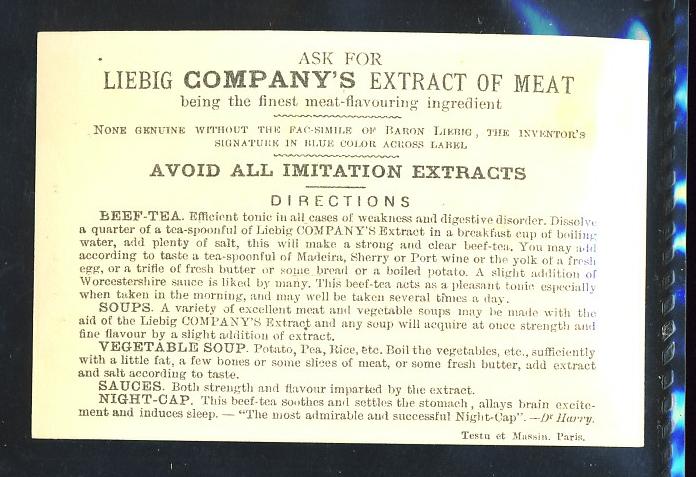 ASK FOR
LIEBIG COMPANY'S EXTRACT OF MEAT
being the finest meat-flavouring ingredient
NONE GENUINE WITHOUT THE FAC-SIMILE OF BARON LIEBIG, THE INVENTOR'S
SIGNATURE IN BLUE COLOR ACROSS LABEL
AVOID ALL IMITATION EXTRACTS
DIRECTIONS
BEEF-TEA. Efficient tonic in all cases of weakness and digestive disorder. Dissolve
a quarter of a tea-spoonful of Liebig COMPANY'S Extract in a breakfast cup of boiling
water, add plenty of salt, this will make a strong and clear beef-tea. You may add
according to taste a tea-spoonful of Madeira, Sherry or Port wine or the yolk of a fresh
egg, or a trifle of fresh butter or some bread or a boiled potato. A slight addition of
Worcestershire sauce is liked by many. This beef-tea acts as a pleasant tonic especially
when taken in the morning, and may well be taken several times a day.
SOUPS. A variety of excellent meat and vegetable soups may be made with the
aid of the Liebig COMPANY'S Extract and any soup will acquire at once strength and
fine flavour by a slight addition of extract.
VEGETABLE SOUP. Potato, Pea, Rice, etc. Boil the vegetables, etc., sufficiently
with a little fat, a few bones or some slices of meat, or some fresh butter, add extract
and salt according to taste.
SAUCES. Both strength and flavour imparted by the extract.
NIGHT-CAP. This beef-tea soothes and settles the stomach, allays brain excite-
ment and induces sleep. — "The most admirable and successful Night-Cap". —Dr Harry.
Testu et Massin. Paris.